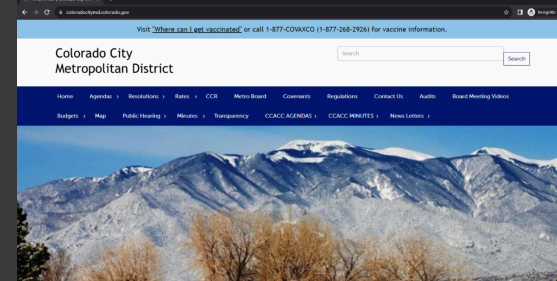 coloradocitymd.colorado.gov
Incognito
Visit "Where can I get vaccinated" or call 1-877-COVAXCO (1-877-268-2926) for vaccine information.
Colorado City
Metropolitan District
Search
Search
Home Agendas › Resolutions › Rates › CCR Metro Board Covenants Regulations Contact Us Audits Board Meeting Videos
Budgets › Map Public Hearing › Minutes › Transparency CCACC AGENDAS › CCACC MINUTES › News Letters ›